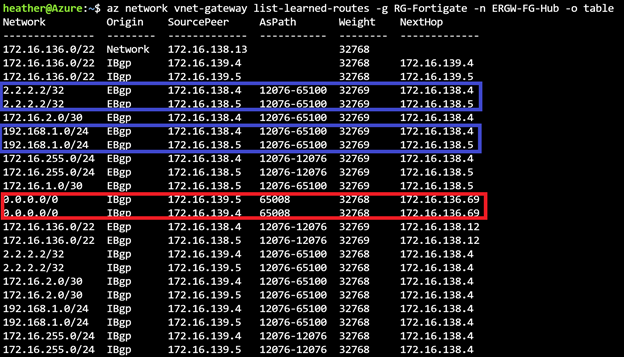 heather@Azure:~$ az network vnet-gateway list-learned-routes -g RG-Fortigate -n ERGW-FG-Hub -o table
Network Origin SourcePeer AsPath Weight NextHop
--------------- -------- ------------ ----------- -------- -------------
172.16.136.0/22 Network 172.16.138.13 32768
172.16.136.0/22 IBgp 172.16.139.4 32768 172.16.139.4
172.16.136.0/22 IBgp 172.16.139.5 32768 172.16.139.5
2.2.2.2/32 EBgp 172.16.138.4 12076-65100 32769 172.16.138.4
2.2.2.2/32 EBgp 172.16.138.5 12076-65100 32769 172.16.138.5
172.16.2.0/30 EBgp 172.16.138.4 12076-65100 32769 172.16.138.4
192.168.1.0/24 EBgp 172.16.138.4 12076-65100 32769 172.16.138.4
192.168.1.0/24 EBgp 172.16.138.5 12076-65100 32769 172.16.138.5
172.16.255.0/24 EBgp 172.16.138.4 12076-12076 32769 172.16.138.4
172.16.255.0/24 EBgp 172.16.138.5 12076-12076 32769 172.16.138.5
172.16.1.0/30 EBgp 172.16.138.5 12076-65100 32769 172.16.138.5
0.0.0.0/0 IBgp 172.16.139.5 65008 32768 172.16.136.69
0.0.0.0/0 IBgp 172.16.139.4 65008 32768 172.16.136.69
172.16.136.0/22 EBgp 172.16.138.4 12076-12076 32769 172.16.138.12
172.16.136.0/22 EBgp 172.16.138.5 12076-12076 32769 172.16.138.12
2.2.2.2/32 IBgp 172.16.139.4 12076-65100 32768 172.16.138.4
2.2.2.2/32 IBgp 172.16.139.5 12076-65100 32768 172.16.138.4
172.16.2.0/30 IBgp 172.16.139.4 12076-65100 32768 172.16.138.4
172.16.2.0/30 IBgp 172.16.139.5 12076-65100 32768 172.16.138.4
192.168.1.0/24 IBgp 172.16.139.4 12076-65100 32768 172.16.138.4
192.168.1.0/24 IBgp 172.16.139.5 12076-65100 32768 172.16.138.4
172.16.255.0/24 IBgp 172.16.139.4 12076-12076 32768 172.16.138.4
172.16.255.0/24 IBgp 172.16.139.5 12076-12076 32768 172.16.138.5